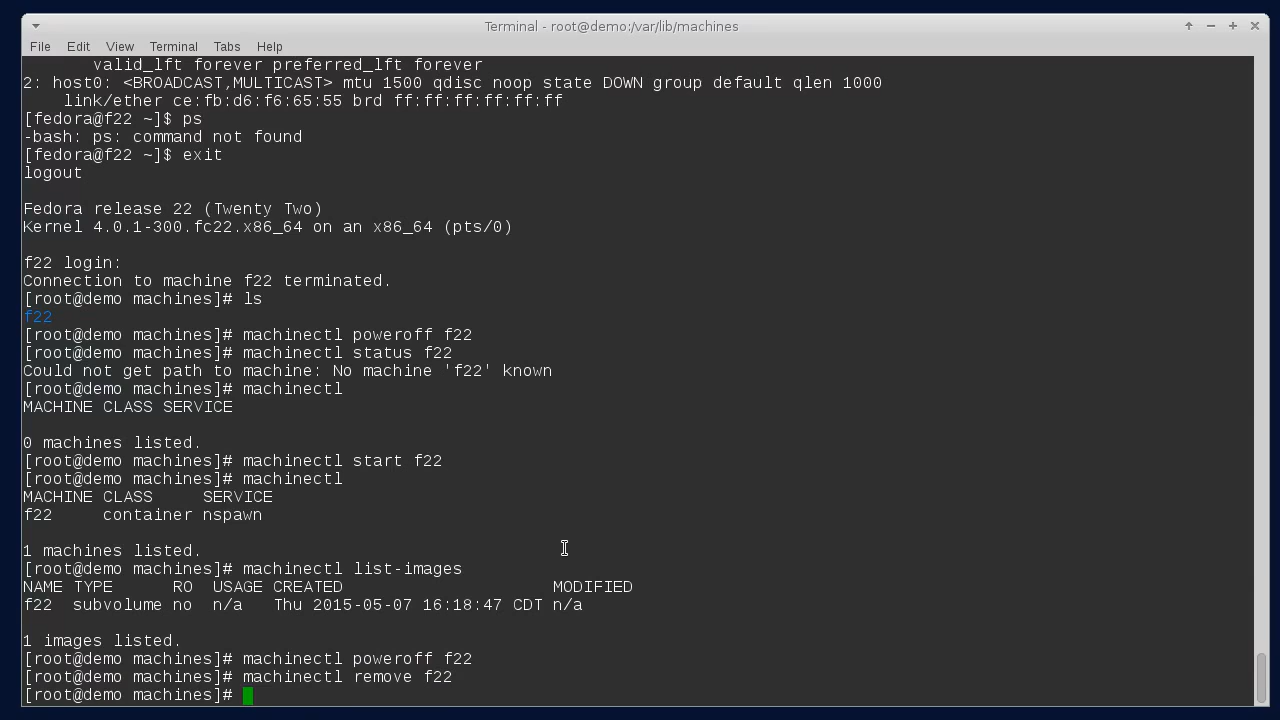 Terminal - root@demo:/var/lib/machines
File Edit View Terminal Tabs Help
valid_lft forever preferred_lft forever
2: host0: <BROADCAST,MULTICAST> mtu 1500 qdisc noop state DOWN group default qlen 1000
link/ether ce:fb:d6:f6:65:55 brd ff:ff:ff:ff:ff:ff
[fedora@f22 ~]$ ps
-bash: ps: command not found
[fedora@f22 ~]$ exit
logout
Fedora release 22 (Twenty Two)
Kernel 4.0.1-300.fc22.x86_64 on an x86_64 (pts/0)
f22 login:
Connection to machine f22 terminated.
[root@demo machines]# ls
f22
[root@demo machines]# machinectl poweroff f22
[root@demo machines]# machinectl status f22
Could not get path to machine: No machine 'f22' known
[root@demo machines]# machinectl
MACHINE CLASS SERVICE
0 machines listed.
[root@demo machines]# machinectl start f22
[root@demo machines]# machinectl
MACHINE CLASS     SERVICE
f22     container nspawn
1 machines listed.
[root@demo machines]# machinectl list-images
NAME TYPE      RO  USAGE CREATED                     MODIFIED
f22  subvolume no  n/a   Thu 2015-05-07 16:18:47 CDT n/a
1 images listed.
[root@demo machines]# machinectl poweroff f22
[root@demo machines]# machinectl remove f22
[root@demo machines]#